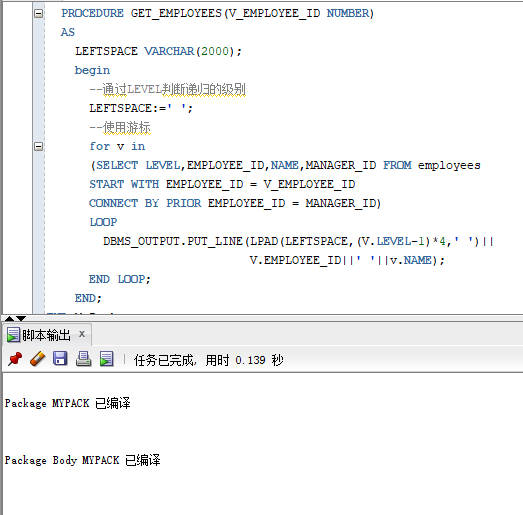 PROCEDURE GET_EMPLOYEES(V_EMPLOYEE_ID NUMBER)
AS
LEFTSPACE VARCHAR(2000);
begin
--通过LEVEL判断递归的级别
LEFTSPACE:=' ';
--使用游标
for v in
(SELECT LEVEL,EMPLOYEE_ID,NAME,MANAGER_ID FROM employees
START WITH EMPLOYEE_ID = V_EMPLOYEE_ID
CONNECT BY PRIOR EMPLOYEE_ID = MANAGER_ID)
LOOP
DBMS_OUTPUT.PUT_LINE(LPAD(LEFTSPACE,(V.LEVEL-1)*4,' ')||
V.EMPLOYEE_ID||' '||v.NAME);
END LOOP;
END;
脚本输出 x
任务已完成, 用时 0.139 秒
Package MYPACK 已编译
Package Body MYPACK 已编译